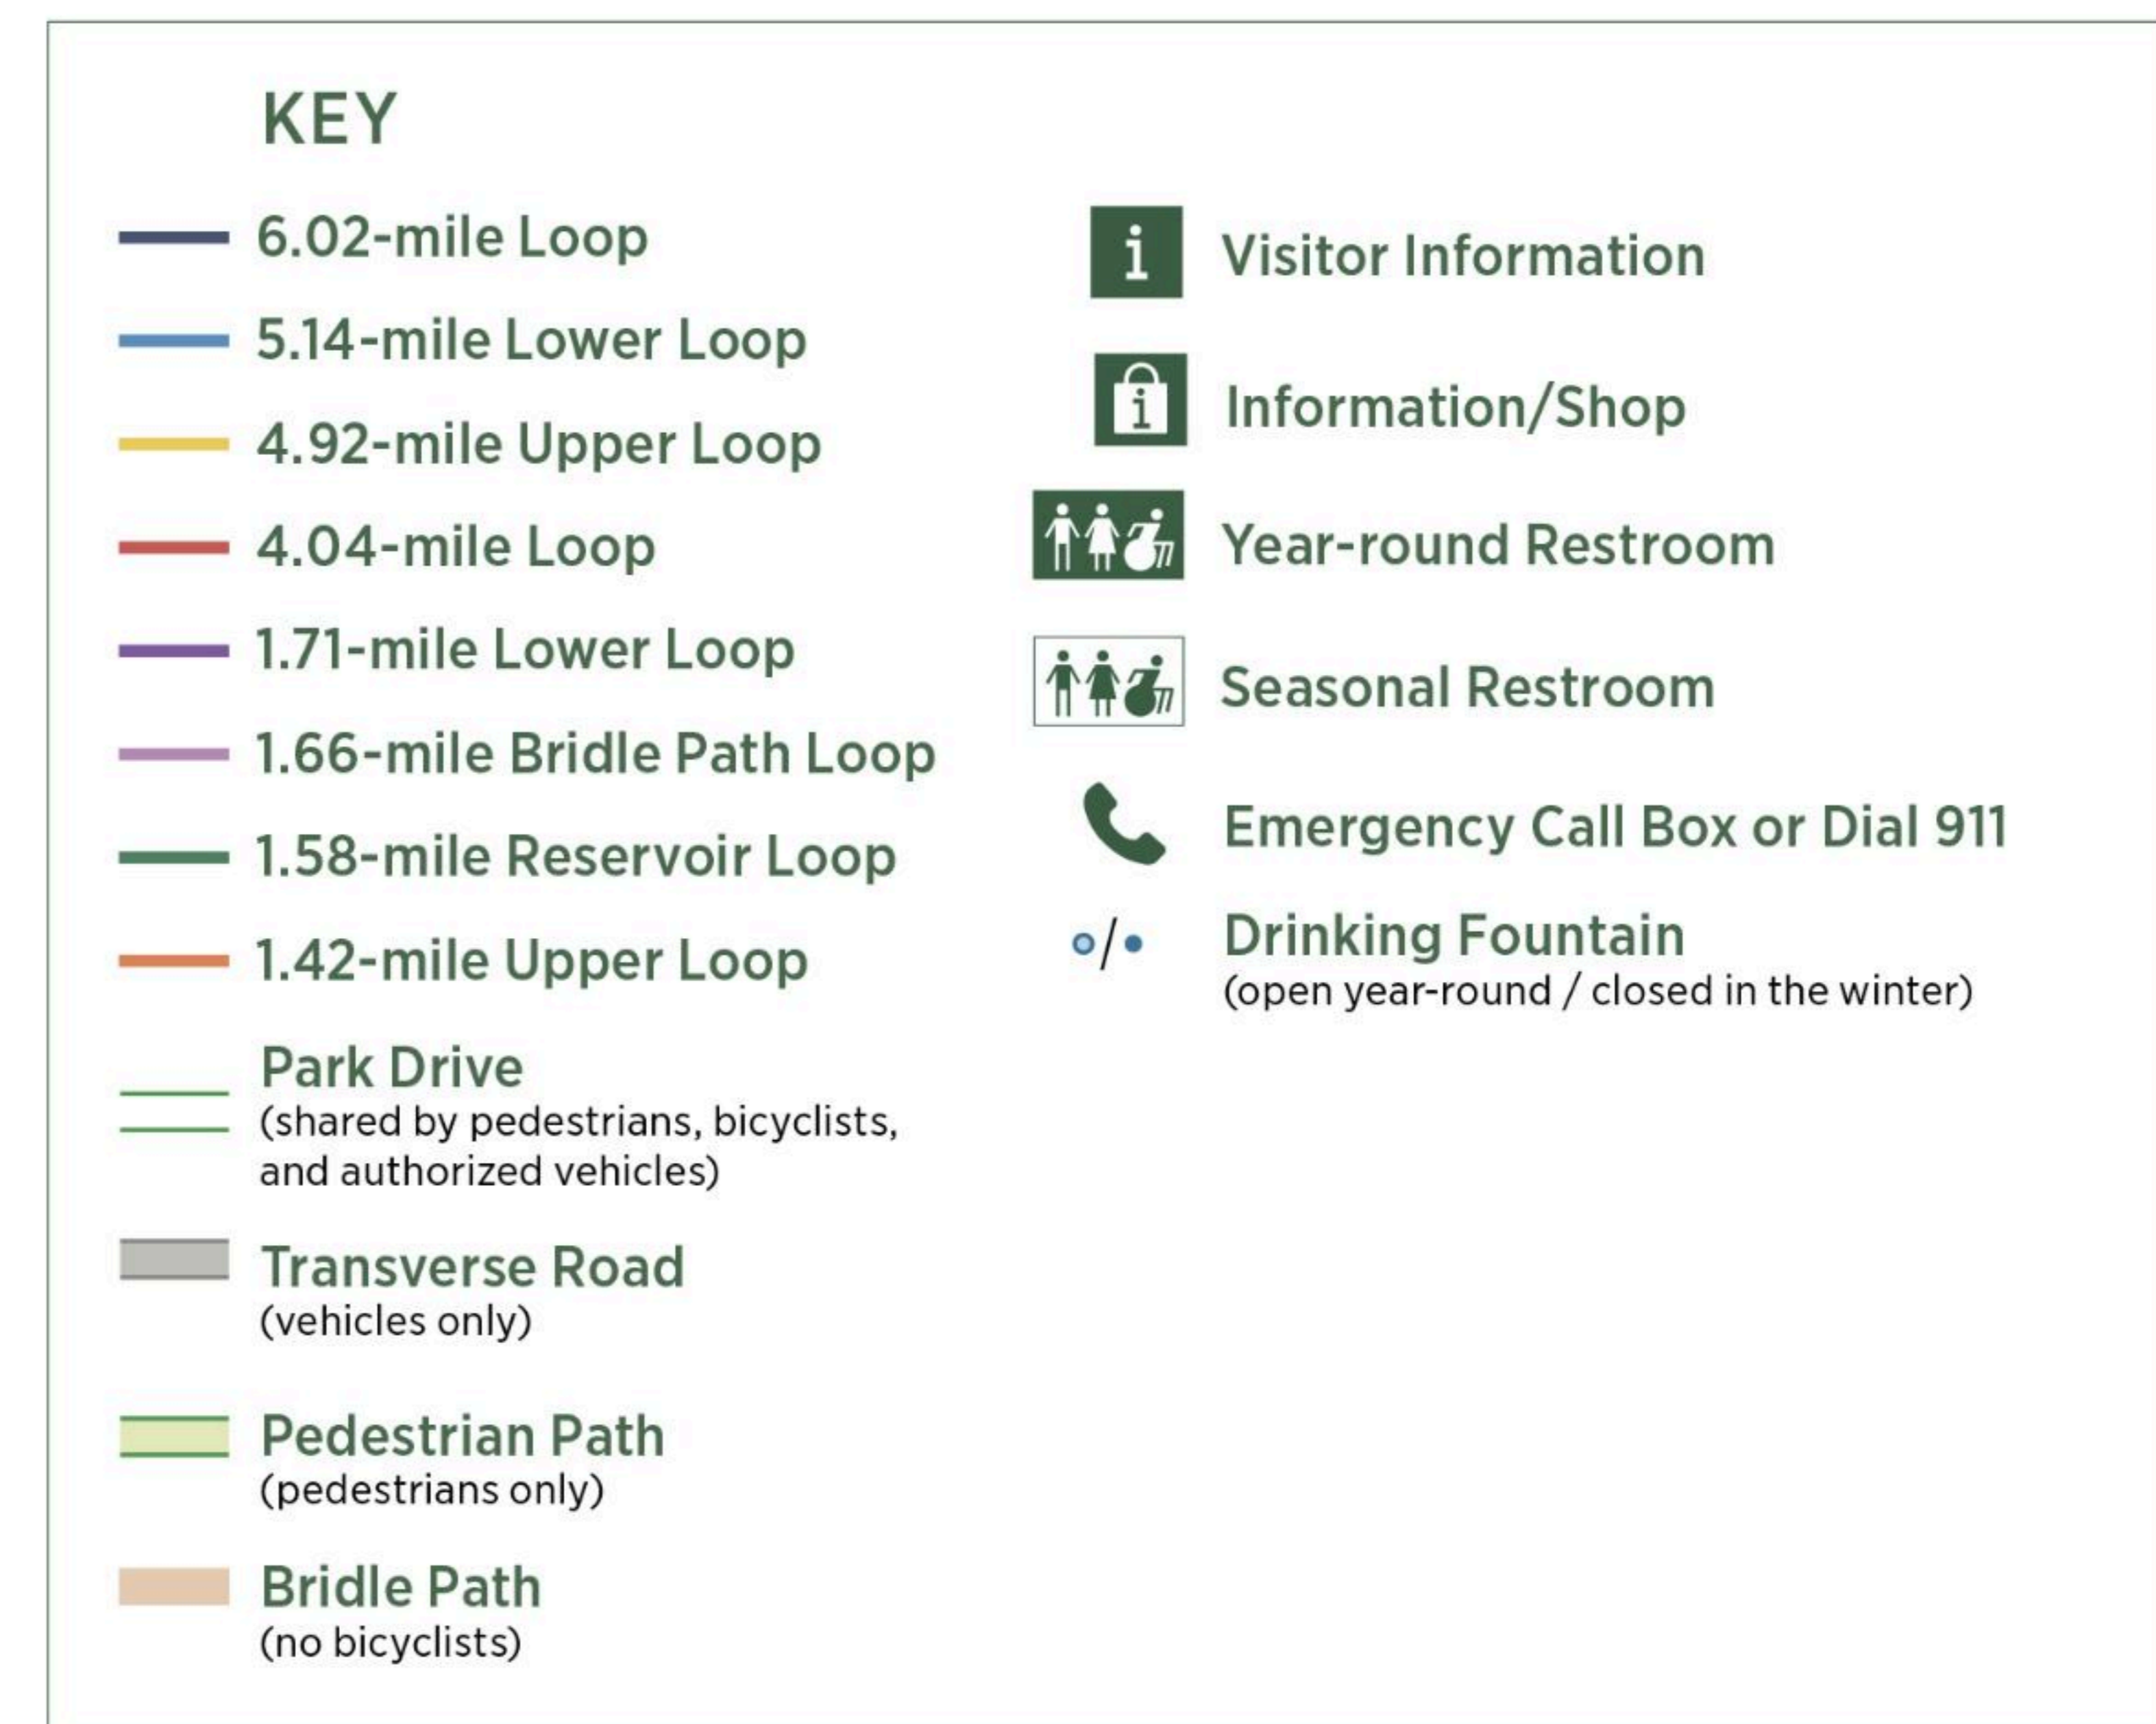 KEY
6.02-mile Loop
5.14-mile Lower Loop
4.92-mile Upper Loop
4.04-mile Loop
1.71-mile Lower Loop
1.66-mile Bridle Path Loop
1.58-mile Reservoir Loop
1.42-mile Upper Loop
Park Drive
(shared by pedestrians, bicyclists,
and authorized vehicles)
Transverse Road
(vehicles only)
Pedestrian Path
(pedestrians only)
Bridle Path
(no bicyclists)
i Visitor Information
i Information/Shop
Year-round Restroom
Seasonal Restroom
Emergency Call Box or Dial 911
/ Drinking Fountain
(open year-round / closed in the winter)